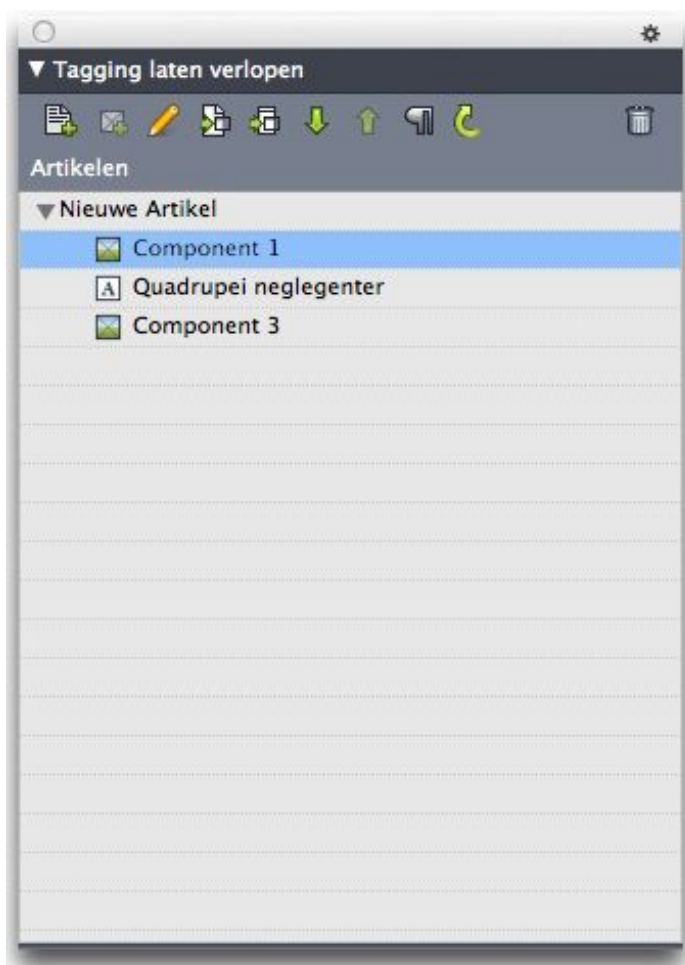 Tagging laten verlopen
Artikelen
Nieuwe Artikel
Component 1
A Quadrupei neglegenter
Component 3